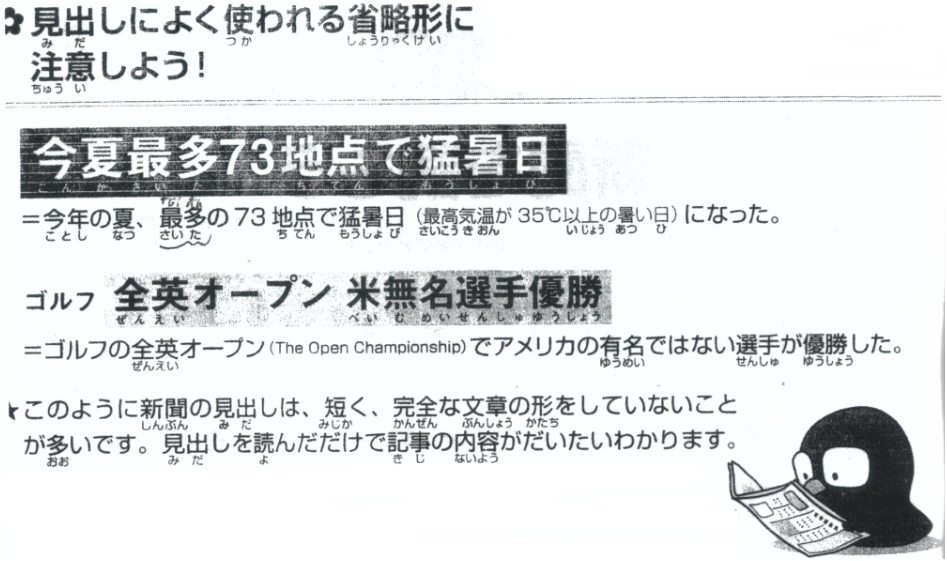 見出しによく使われる省略形に
注意しよう！
今夏最多73地点で猛暑日
＝今年の夏、最多の73地点で猛暑日（最高気温が35℃以上の暑い日）になった。
ゴルフ 全英オープン 米無名選手優勝
＝ゴルフの全英オープン（The Open Championship）でアメリカの有名ではない選手が優勝した。
このように新聞の見出しは、短く、完全な文章の形をしていないこと
が多いです。見出しを読んだだけで記事の内容がだいたいわかります。